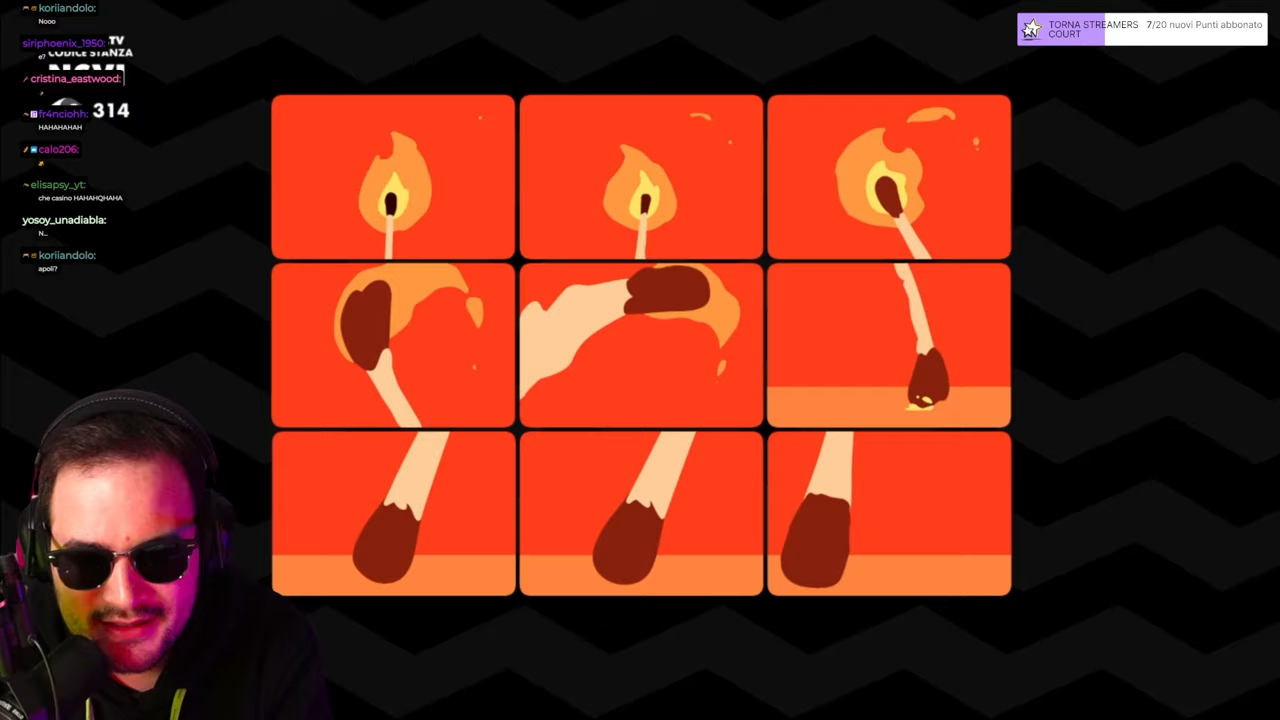 koriiandolo:
Nooo
siriphoenix_1950:
e?
.TV
CODICE STANZA
cristina_eastwood:
314
fr4nciohh:
HAHAHAHAH
calo206:
elisapsy_yt:
che casino HAHAHQHAHA
yosoy_unadiabla:
N...
koriiandolo:
apoli?
TORNA STREAMERS COURT
7/20 nuovi Punti abbonato